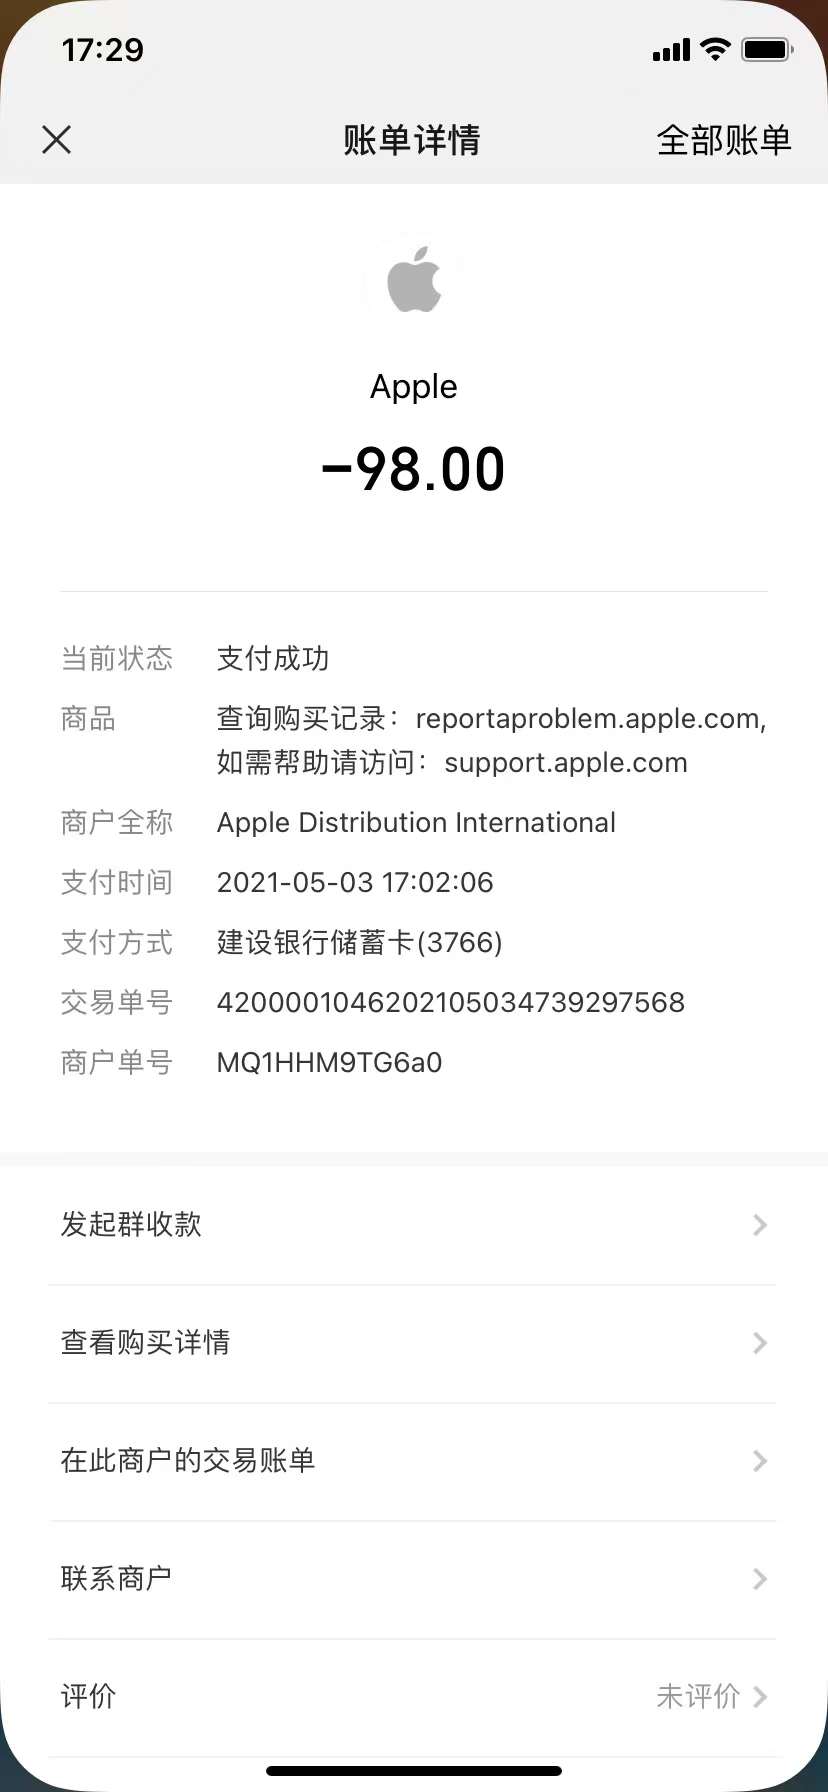 17:29
账单详情
全部账单
Apple
-98.00
当前状态 支付成功
商品 查询购买记录：reportaproblem.apple.com,
如需帮助请访问：support.apple.com
商户全称 Apple Distribution International
支付时间 2021-05-03 17:02:06
支付方式 建设银行储蓄卡(3766)
交易单号 4200001046202105034739297568
商户单号 MQ1HHM9TG6a0
发起群收款
查看购买详情
在此商户的交易账单
联系商户
评价 未评价